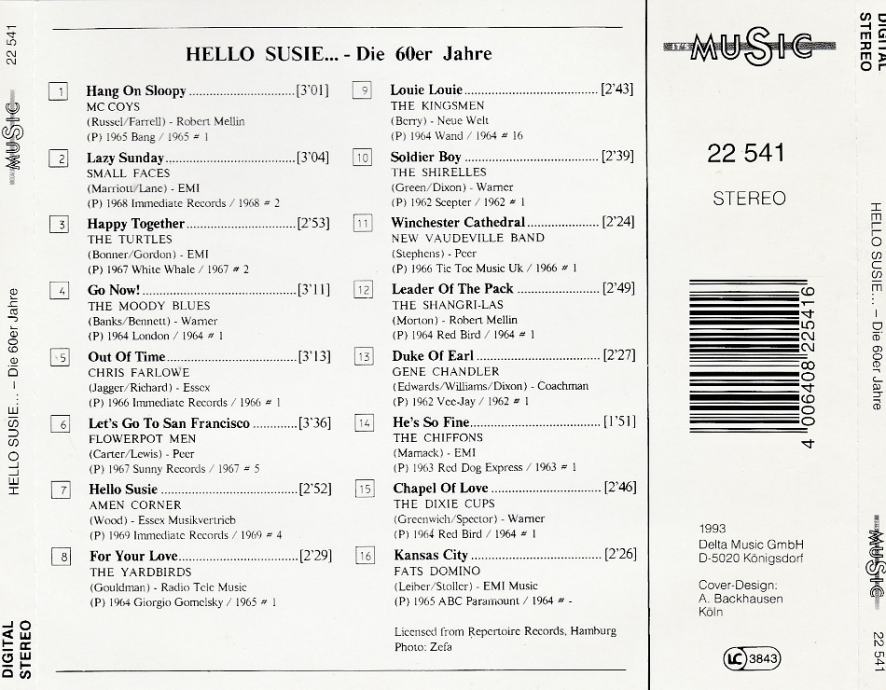 HELLO SUSIE... - Die 60er Jahre
1 Hang On Sloopy [3'01]
MC COYS
(Russel/Farrell) - Robert Mellin
(P) 1965 Bang / 1965 # 1
2 Lazy Sunday [3'04]
SMALL FACES
(Marriott/Lane) - EMI
(P) 1968 Immediate Records / 1968 # 2
3 Happy Together [2'53]
THE TURTLES
(Bonner/Gordon) - EMI
(P) 1967 White Whale / 1967 # 2
4 Go Now! [3'11]
THE MOODY BLUES
(Banks/Bennett) - Warner
(P) 1964 London / 1964 # 1
5 Out Of Time [3'13]
CHRIS FARLOWE
(Jagger/Richard) - Essex
(P) 1966 Immediate Records / 1966 # 1
6 Let's Go To San Francisco [3'36]
FLOWERPOT MEN
(Carter/Lewis) - Peer
(P) 1967 Sunny Records / 1967 # 5
7 Hello Susie [2'52]
AMEN CORNER
(Wood) - Essex Musikvertrieb
(P) 1969 Immediate Records / 1969 # 4
8 For Your Love [2'29]
THE YARDBIRDS
(Gouldman) - Radio Tele Music
(P) 1964 Giorgio Gomelsky / 1965 # 1
9 Louie Louie [2'43]
THE KINGSMEN
(Berry) - Neue Welt
(P) 1964 Wand / 1964 # 16
10 Soldier Boy [2'39]
THE SHIRELLES
(Green/Dixon) - Warner
(P) 1962 Scepter / 1962 # 1
11 Winchester Cathedral [2'24]
NEW VAUDEVILLE BAND
(Stephens) - Peer
(P) 1966 Tic Toc Music Uk / 1966 # 1
12 Leader Of The Pack [2'49]
THE SHANGRI-LAS
(Morton) - Robert Mellin
(P) 1964 Red Bird / 1964 # 1
13 Duke Of Earl [2'27]
GENE CHANDLER
(Edwards/Williams/Dixon) - Coachman
(P) 1962 Vee-Jay / 1962 # 1
14 He's So Fine [1'51]
THE CHIFFONS
(Mamack) - EMI
(P) 1963 Red Dog Express / 1963 # 1
15 Chapel Of Love [2'46]
THE DIXIE CUPS
(Greenwich/Spector) - Warner
(P) 1964 Red Bird / 1964 # 1
16 Kansas City [2'26]
FATS DOMINO
(Leiber/Stoller) - EMI Music
(P) 1965 ABC Paramount / 1964 # -
Licensed from Repertoire Records, Hamburg
Photo: Zefa
MUSIC
22 541
STEREO
4 006408 225416
1993
Delta Music GmbH
D-5020 Königsdorf
Cover-Design:
A. Backhausen
Köln
LC 3843
22 541
MUSIC
HELLO SUSIE... – Die 60er Jahre
DIGITAL
STEREO
DIGITAL
STEREO
HELLO SUSIE... – Die 60er Jahre
MUSIC
22 541